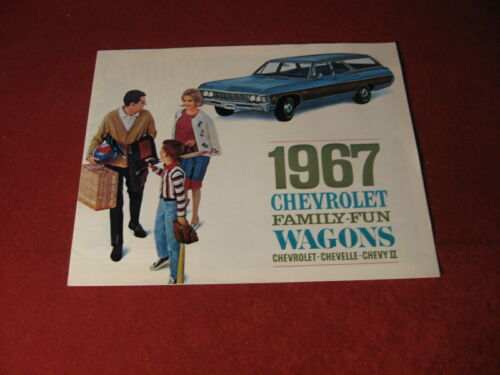 1967
CHEVROLET
FAMILY-FUN
WAGONS
CHEVROLET-CHEVELLE-CHEVY II